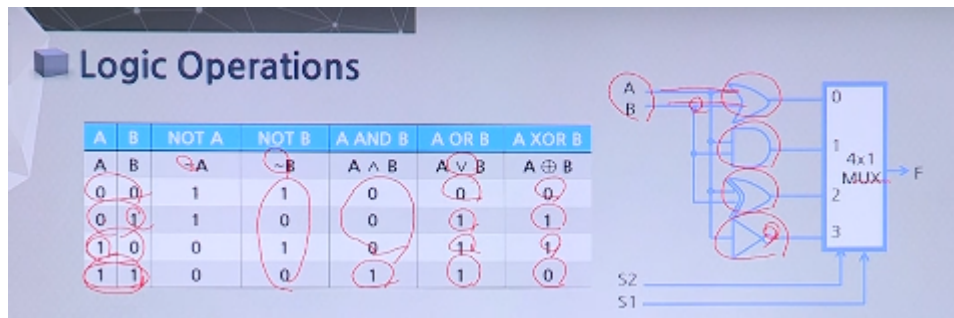 Logic Operations
A B NOT A NOT B A AND B A OR B A XOR B
A B ~A ~B A ∧ B A ∨ B A ⊕ B
0 0 1 1 0 0 0
0 1 1 0 0 1 1
1 0 0 1 0 1 1
1 1 0 0 1 1 0
A
B
0
1
2
3
4x1
MUX
F
S2
S1